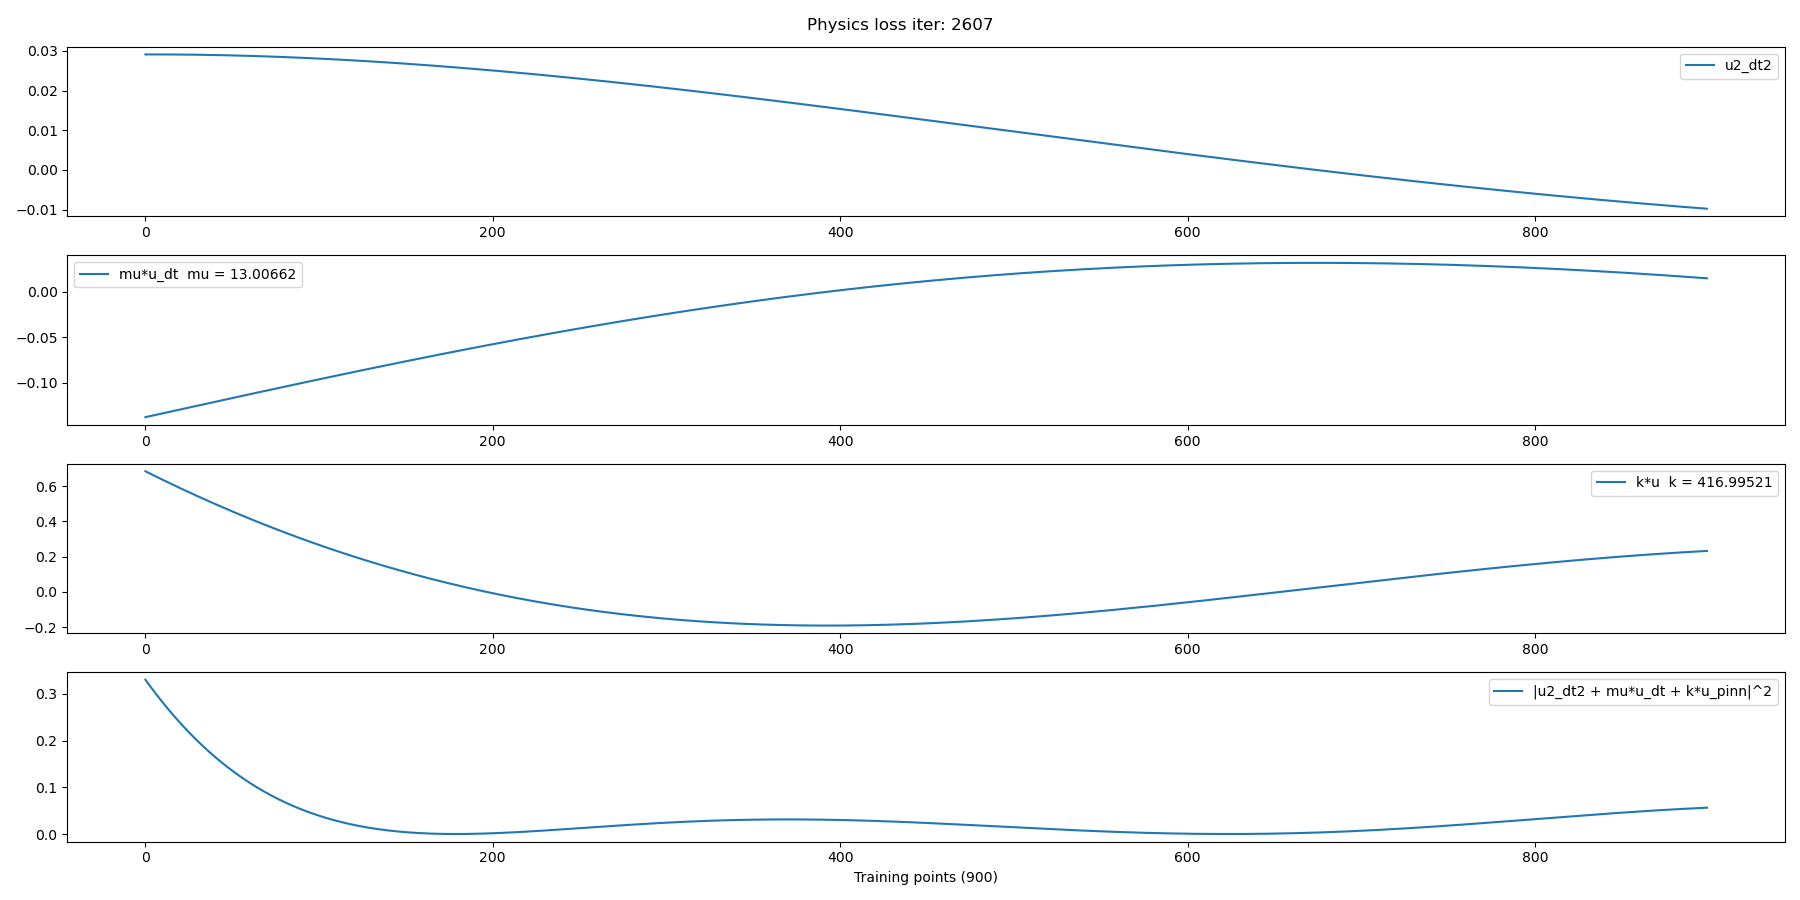 Physics loss iter: 2607
0.03
0.02
0.01
0.00
−0.01
u2_dt2
0 200 400 600 800
0.00
−0.05
−0.10
mu*u_dt mu = 13.00662
0 200 400 600 800
0.6
0.4
0.2
0.0
−0.2
k*u k = 416.99521
0 200 400 600 800
0.3
0.2
0.1
0.0
|u2_dt2 + mu*u_dt + k*u_pinn|^2
0 200 400 600 800
Training points (900)